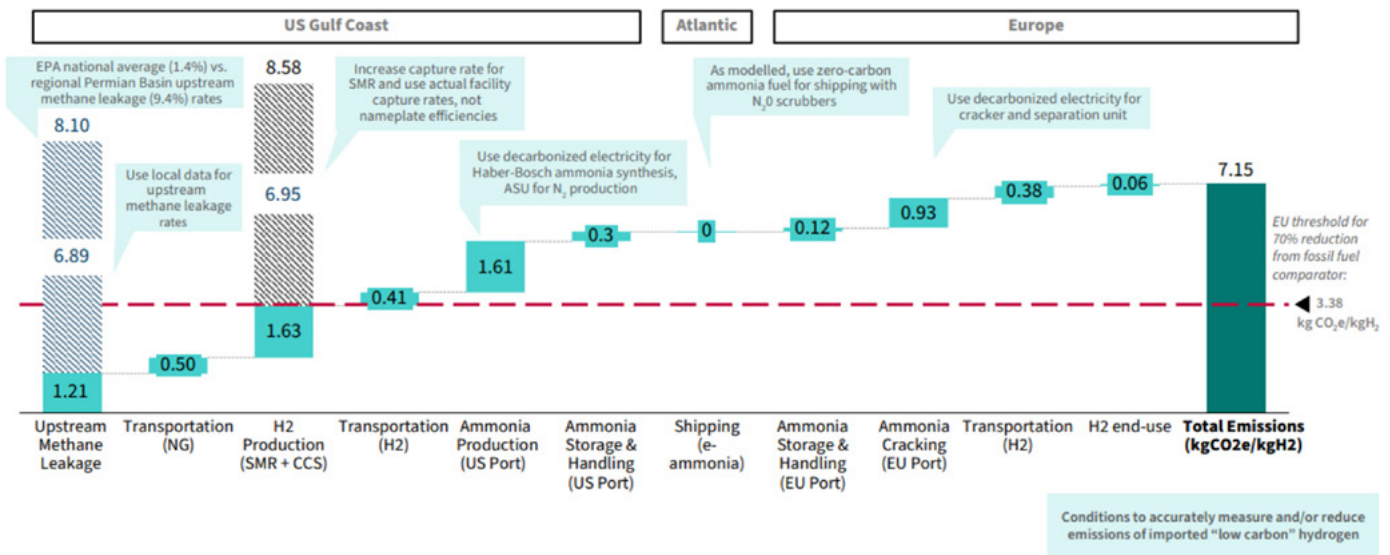 US Gulf Coast
Atlantic
Europe
EPA national average (1.4%) vs.
regional Permian Basin upstream
methane leakage (9.4%) rates
8.10
6.89
1.21
Use local data for
upstream
methane leakage
rates
0.50
8.58
6.95
1.63
Increase capture rate for
SMR and use actual facility
capture rates, not
nameplate efficiencies
0.41
Use decarbonized electricity for
Haber-Bosch ammonia synthesis,
ASU for N2 production
1.61
0.3
As modelled, use zero-carbon
ammonia fuel for shipping with
N20 scrubbers
0
0.12
Use decarbonized electricity for
cracker and separation unit
0.93
0.38
0.06
7.15
EU threshold for
70% reduction
from fossil fuel
comparator:
3.38
kg CO2e/kgH2
Upstream
Methane
Leakage
Transportation
(NG)
H2
Production
(SMR + CCS)
Transportation
(H2)
Ammonia
Production
(US Port)
Ammonia
Storage &
Handling
(US Port)
Shipping
(e-
ammonia)
Ammonia
Storage &
Handling
(EU Port)
Ammonia
Cracking
(EU Port)
Transportation
(H2)
H2 end-use
Total Emissions
(kgCO2e/kgH2)
Conditions to accurately measure and/or reduce
emissions of imported “low carbon” hydrogen